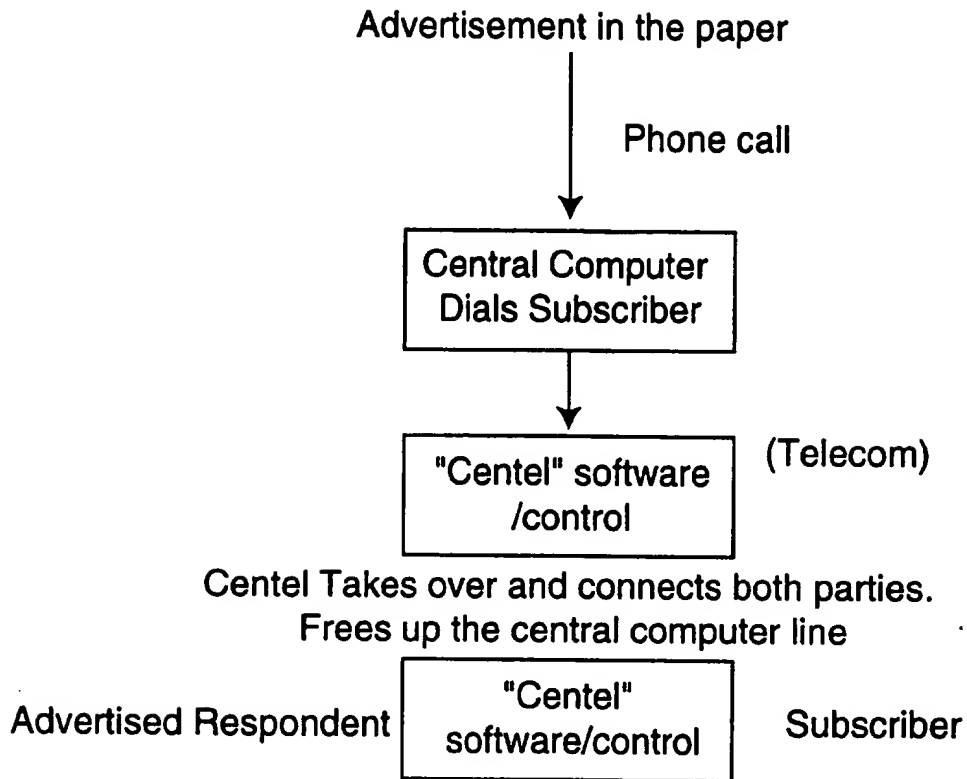 Advertisement in the paper
Phone call
Central Computer
Dials Subscriber
"Centel" software
/control
(Telecom)
Centel Takes over and connects both parties.
Frees up the central computer line
Advertised Respondent
"Centel"
software/control
Subscriber